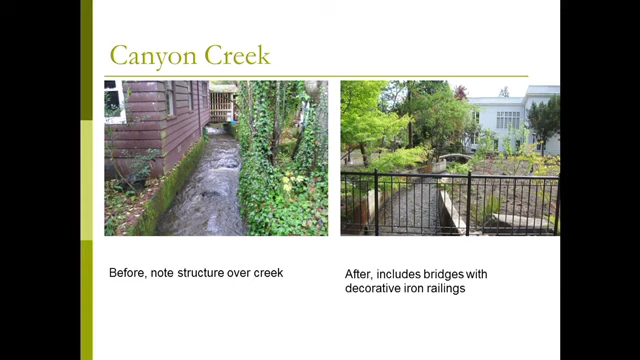 Canyon Creek
Before, note structure over creek
After, includes bridges with
decorative iron railings